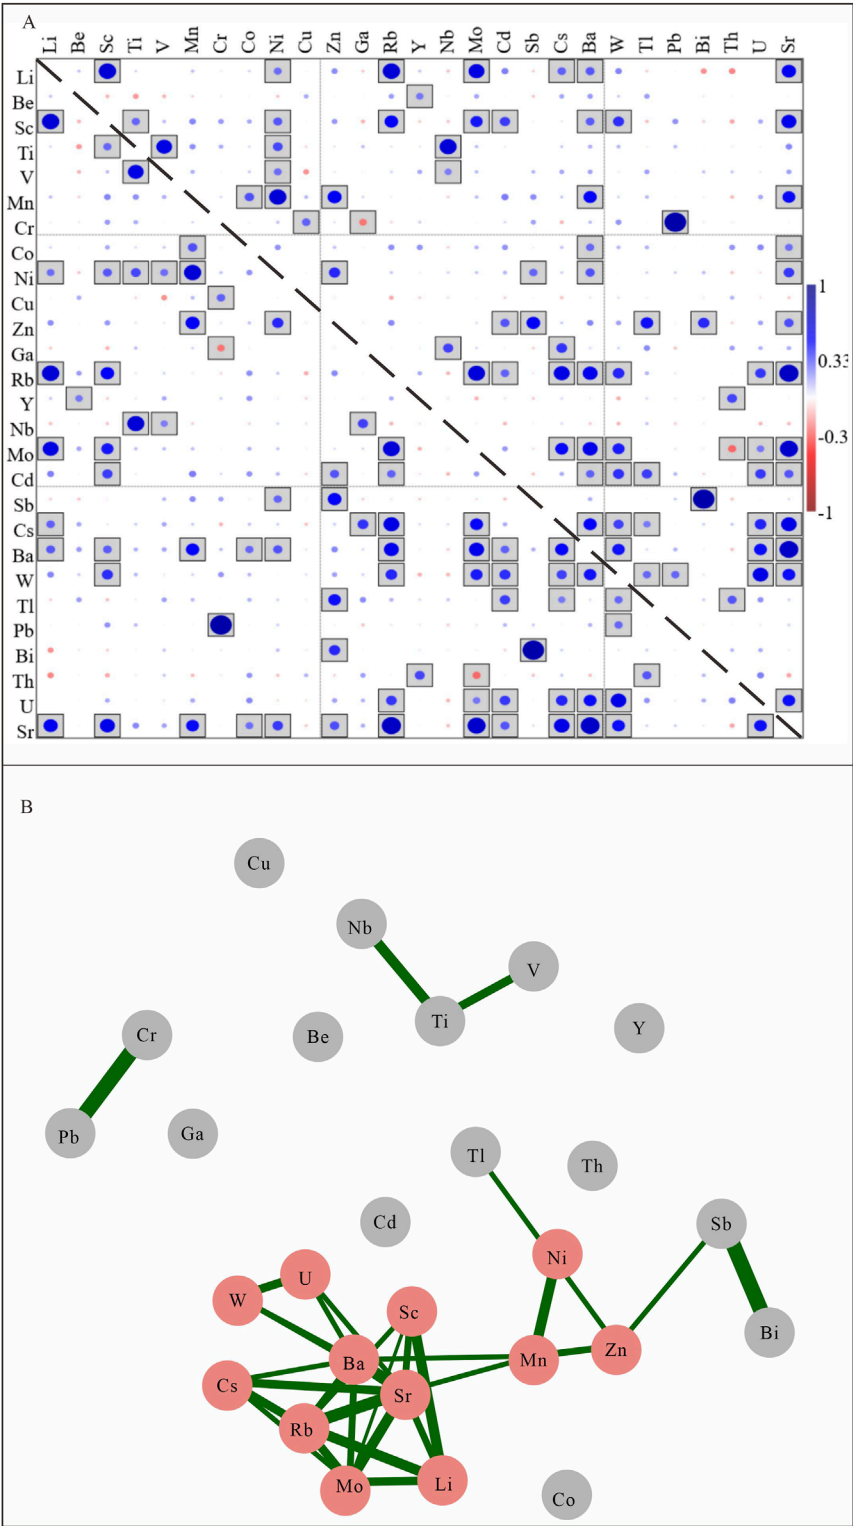 A
Li Be Sc Ti V Mn Cr Co Ni Cu Zn Ga Rb Y Nb Mo Cd Sb Cs Ba W Tl Pb Bi Th U Sr
Li
Be
Sc
Ti
V
Mn
Cr
Co
Ni
Cu
Zn
Ga
Rb
Y
Nb
Mo
Cd
Sb
Cs
Ba
W
Tl
Pb
Bi
Th
U
Sr
1
0.33
-0.3
-1
B
Cu
Nb
V
Ti
Y
Cr
Be
Pb
Ga
Tl
Th
Cd
Sb
Ni
U
W
Sc
Bi
Zn
Mn
Ba
Cs
Sr
Rb
Li
Mo
Co